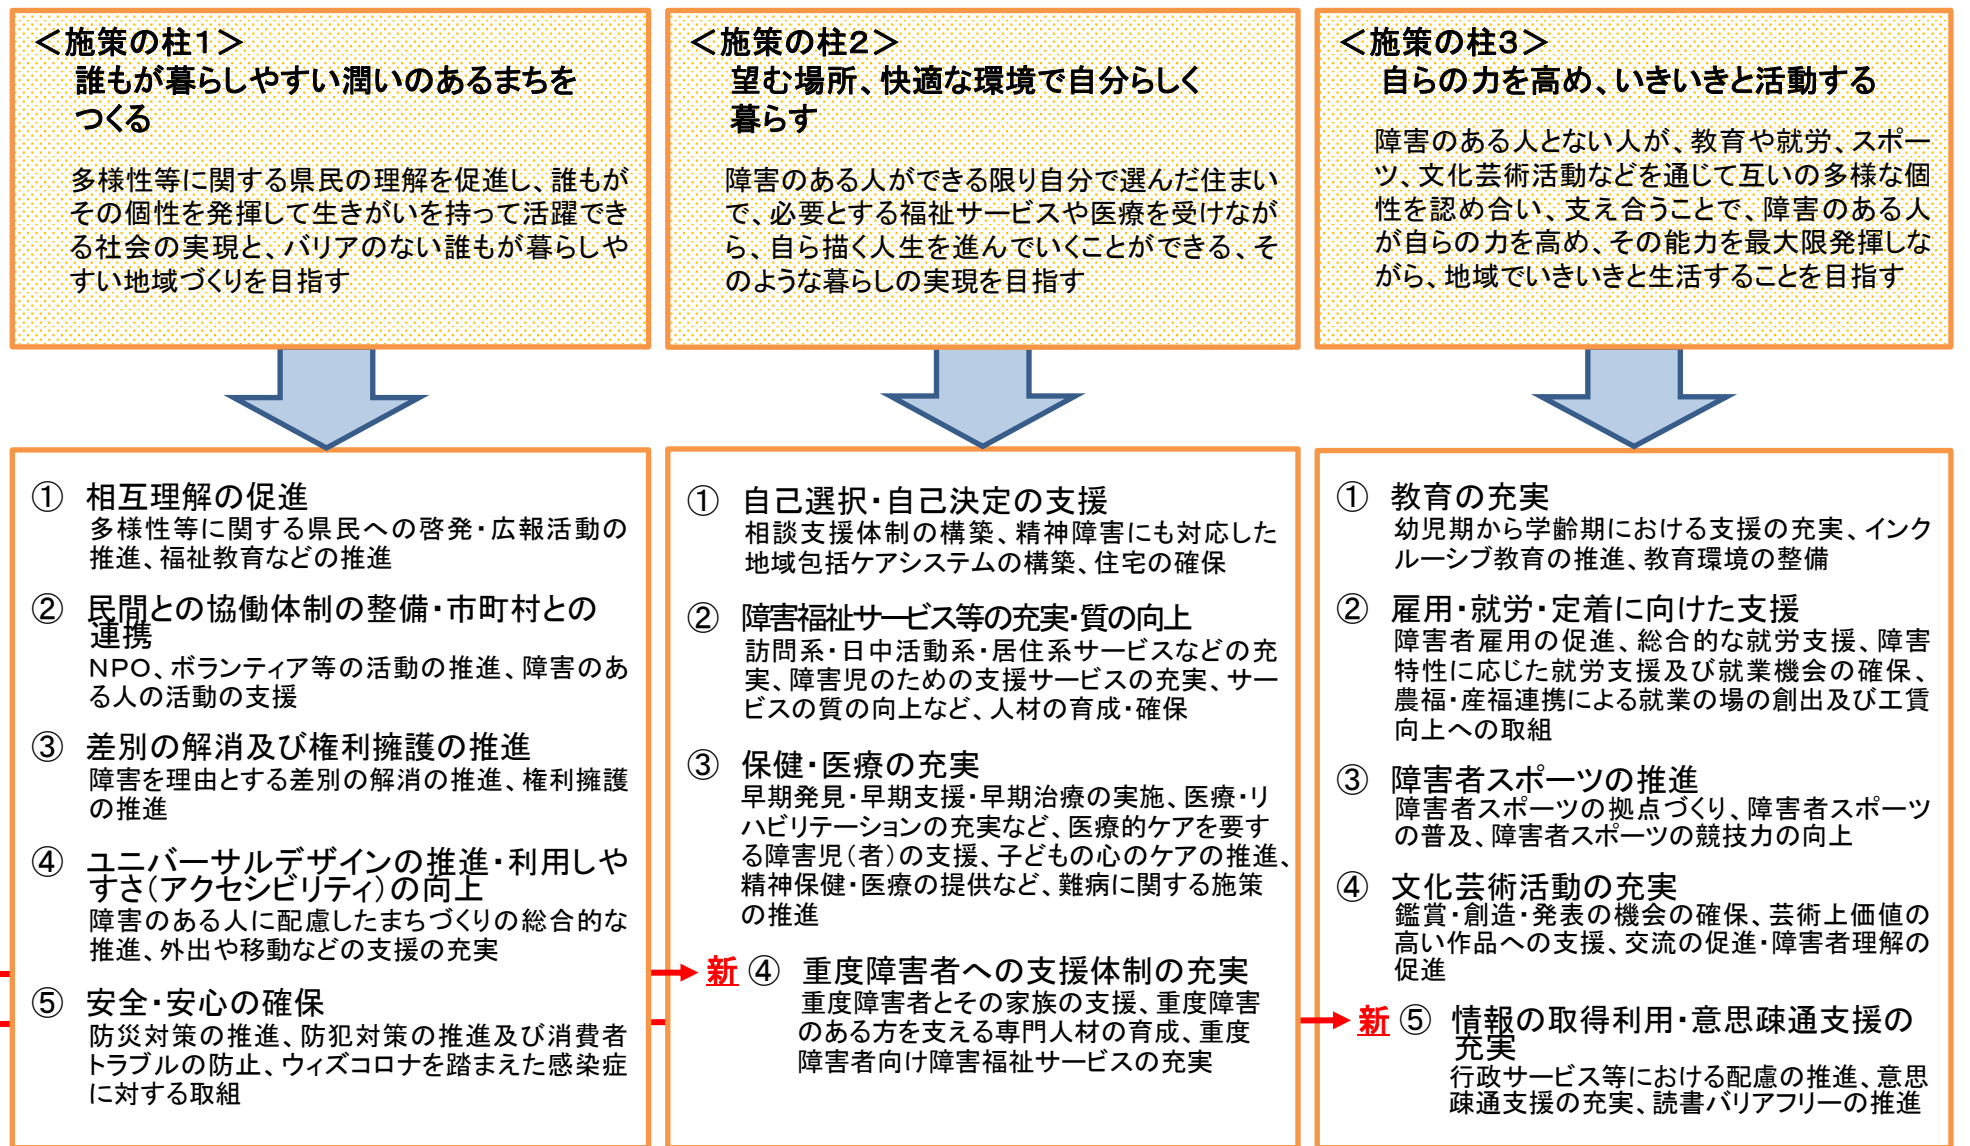 ＜施策の柱１＞
誰もが暮らしやすい潤いのあるまちを
つくる
多様性等に関する県民の理解を促進し、誰もが
その個性を発揮して生きがいを持って活躍でき
る社会の実現と、バリアのない誰もが暮らしや
すい地域づくりを目指す
① 相互理解の促進
多様性等に関する県民への啓発・広報活動の
推進、福祉教育などの推進
② 民間との協働体制の整備・市町村との
連携
ＮＰＯ、ボランティア等の活動の推進、障害のあ
る人の活動の支援
③ 差別の解消及び権利擁護の推進
障害を理由とする差別の解消の推進、権利擁護
の推進
④ ユニバーサルデザインの推進・利用しや
すさ（アクセシビリティ）の向上
障害のある人に配慮したまちづくりの総合的な
推進、外出や移動などの支援の充実
⑤ 安全・安心の確保
防災対策の推進、防犯対策の推進及び消費者
トラブルの防止、ウィズコロナを踏まえた感染症
に対する取組
＜施策の柱２＞
望む場所、快適な環境で自分らしく
暮らす
障害のある人ができる限り自分で選んだ住まい
で、必要とする福祉サービスや医療を受けなが
ら、自ら描く人生を進んでいくことができる、そ
のような暮らしの実現を目指す
① 自己選択・自己決定の支援
相談支援体制の構築、精神障害にも対応した
地域包括ケアシステムの構築、住宅の確保
② 障害福祉サービス等の充実・質の向上
訪問系・日中活動系・居住系サービスなどの充
実、障害児のための支援サービスの充実、サー
ビスの質の向上など、人材の育成・確保
③ 保健・医療の充実
早期発見・早期支援・早期治療の実施、医療・リ
ハビリテーションの充実など、医療的ケアを要す
る障害児（者）の支援、子どもの心のケアの推進、
精神保健・医療の提供など、難病に関する施策
の推進
新 ④ 重度障害者への支援体制の充実
重度障害者とその家族の支援、重度障害
のある方を支える専門人材の育成、重度
障害者向け障害福祉サービスの充実
＜施策の柱３＞
自らの力を高め、いきいきと活動する
障害のある人とない人が、教育や就労、スポー
ツ、文化芸術活動などを通じて互いの多様な個
性を認め合い、支え合うことで、障害のある人
が自らの力を高め、その能力を最大限発揮しな
がら、地域でいきいきと生活することを目指す
① 教育の充実
幼児期から学齢期における支援の充実、インク
ルーシブ教育の推進、教育環境の整備
② 雇用・就労・定着に向けた支援
障害者雇用の促進、総合的な就労支援、障害
特性に応じた就労支援及び就業機会の確保、
農福・産福連携による就業の場の創出及び工賃
向上への取組
③ 障害者スポーツの推進
障害者スポーツの拠点づくり、障害者スポーツ
の普及、障害者スポーツの競技力の向上
④ 文化芸術活動の充実
鑑賞・創造・発表の機会の確保、芸術上価値の
高い作品への支援、交流の促進・障害者理解の
促進
新 ⑤ 情報の取得利用・意思疎通支援の
充実
行政サービス等における配慮の推進、意思
疎通支援の充実、読書バリアフリーの推進